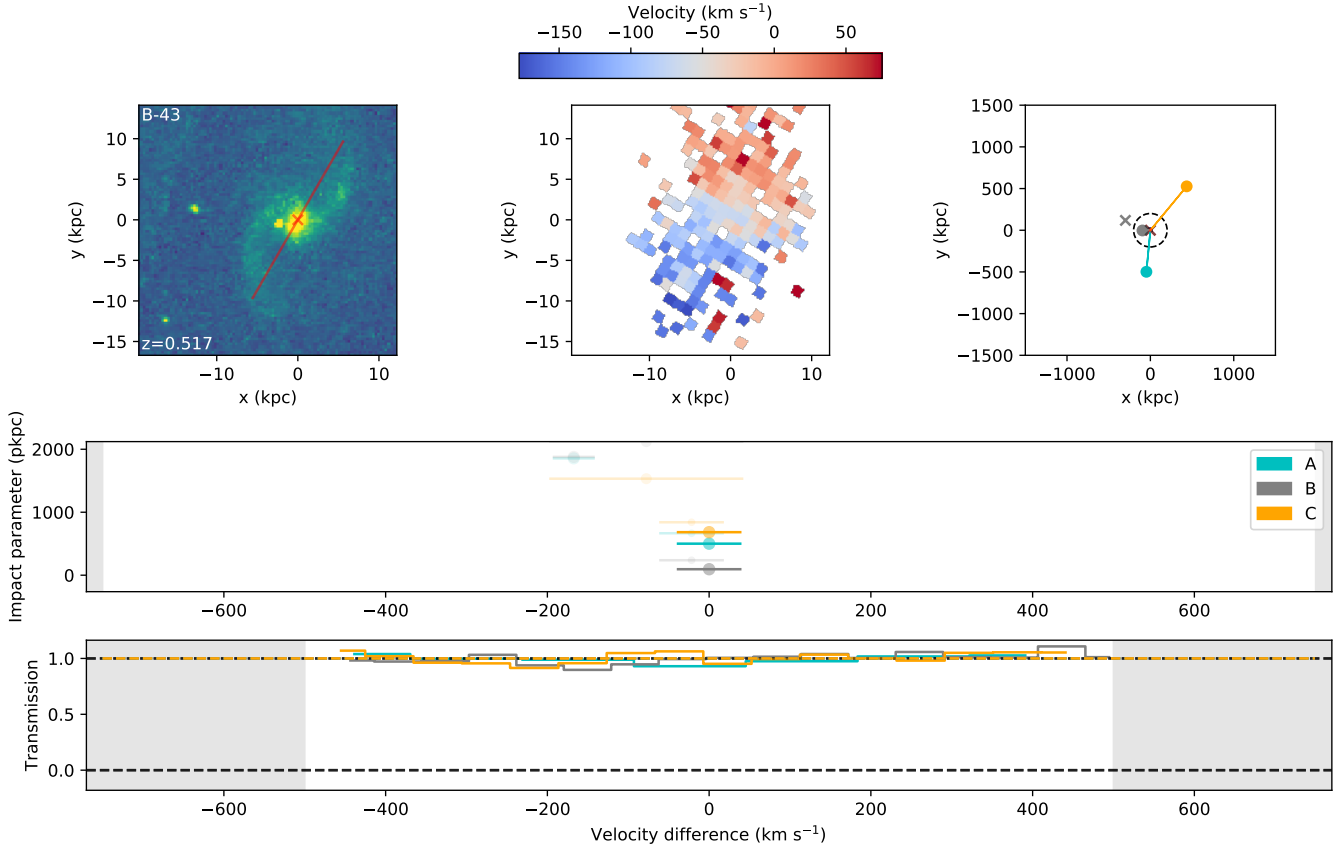 Velocity (km s⁻¹)
−150 −100 −50 0 50
B-43
z=0.517
10
5
0
−5
−10
−15
y (kpc)
−10 0 10
x (kpc)
10
5
0
−5
−10
−15
y (kpc)
−10 0 10
x (kpc)
1500
1000
500
0
−500
−1000
−1500
y (kpc)
−1000 0 1000
x (kpc)
2000
1000
0
Impact parameter (pkpc)
A
B
C
−600 −400 −200 0 200 400 600
1.0
0.5
0.0
Transmission
−600 −400 −200 0 200 400 600
Velocity difference (km s⁻¹)